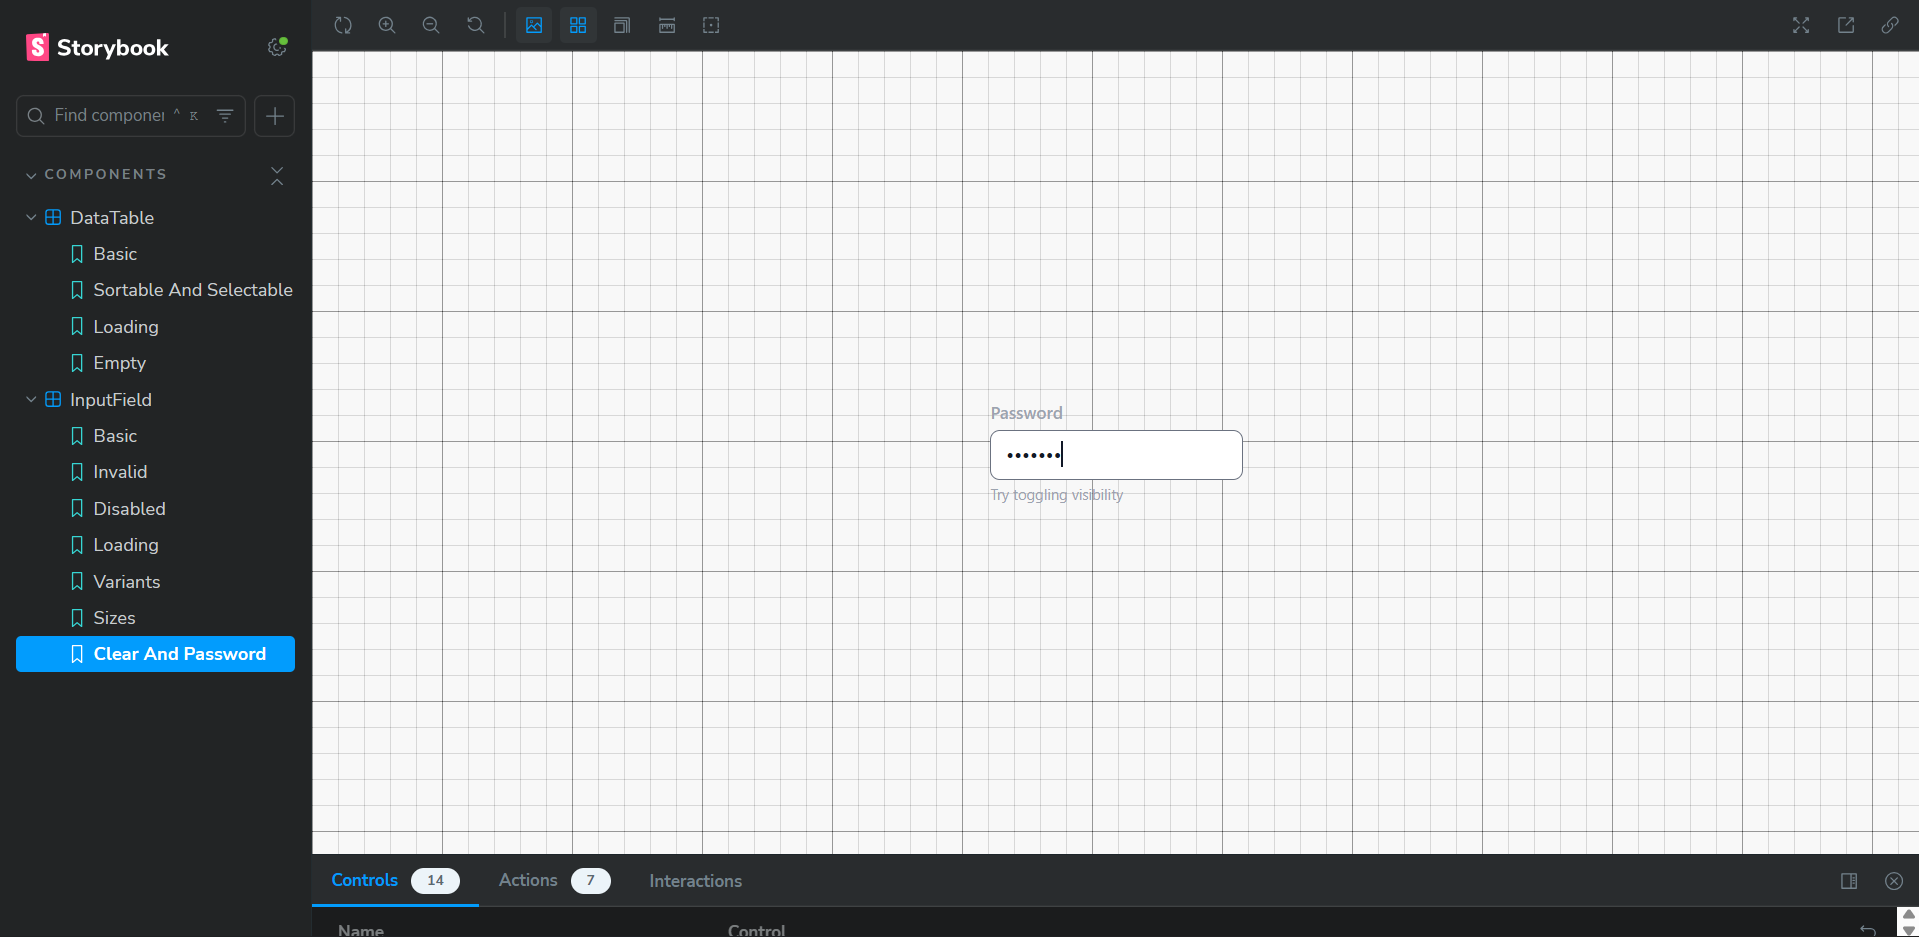 Storybook
Find componer ^ K
COMPONENTS
DataTable
Basic
Sortable And Selectable
Loading
Empty
InputField
Basic
Invalid
Disabled
Loading
Variants
Sizes
Clear And Password
Password
•••••••
Try toggling visibility
Controls 14 Actions 7 Interactions
Name Control